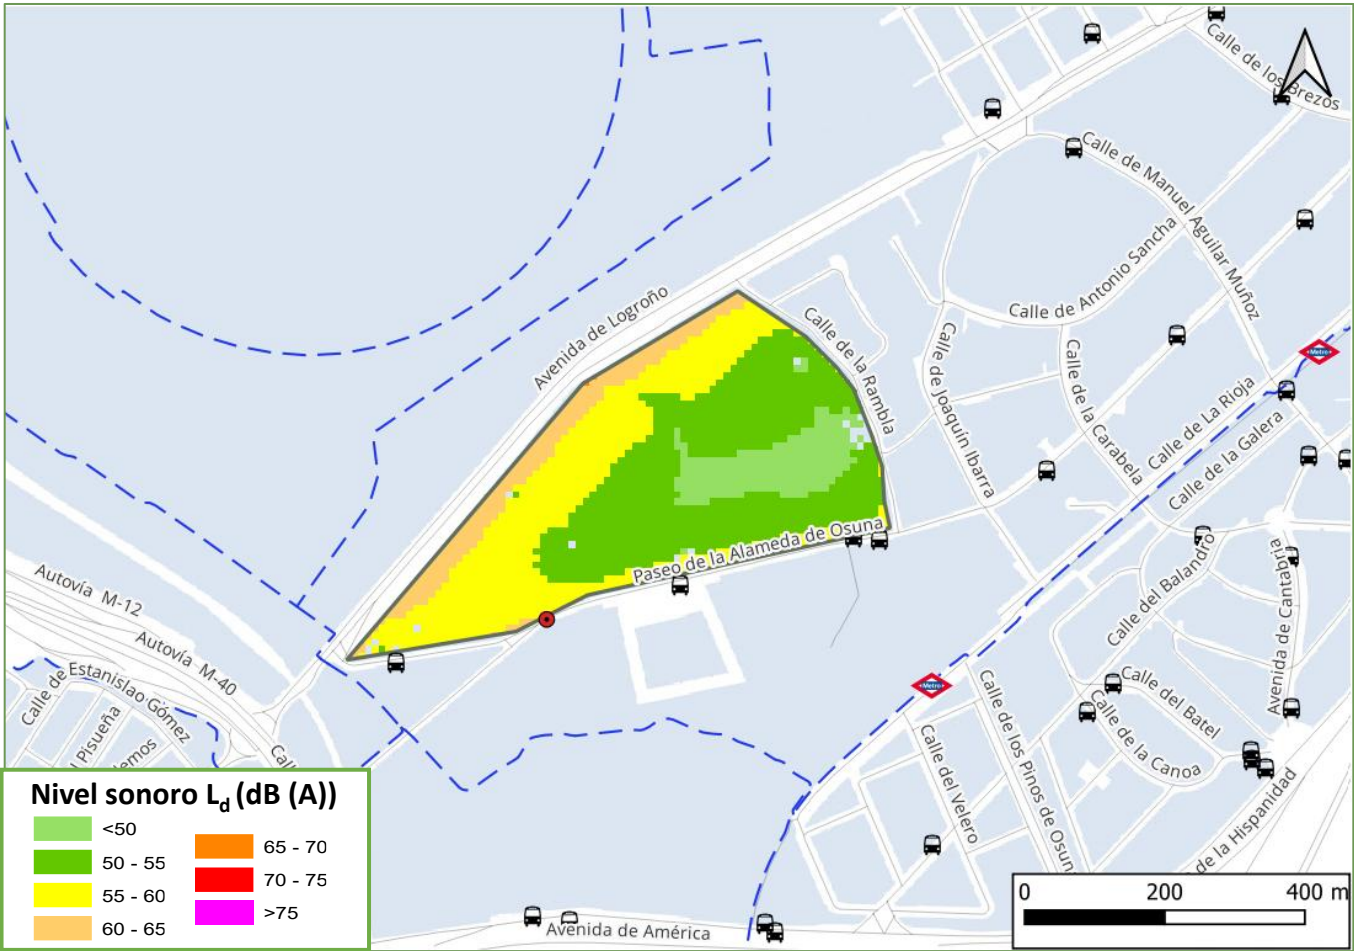 Calle de los Brezos
Calle de Manuel Aguilar Muñoz
Calle de Antonio Sancha
Avenida de Logroño
Calle de la Rambla
Calle de Joaquín Ibarra
Calle de la Carabela
Metro
Calle de La Rioja
Calle de la Galera
Paseo de la Alameda de Osuna
Calle del Balandro
Avenida de Cantabria
Autovía M-12
Autovía M-40
Calle de Estanislao Gómez
l Pisueña
lemos
Calle
Metro
Calle de los Pinos de Osun
Calle del Velero
Calle del Batel
Calle de la Canoa
de la Hispanidad
Avenida de América
Nivel sonoro Ld (dB (A))
<50
50 - 55
55 - 60
60 - 65
65 - 70
70 - 75
>75
0 200 400 m